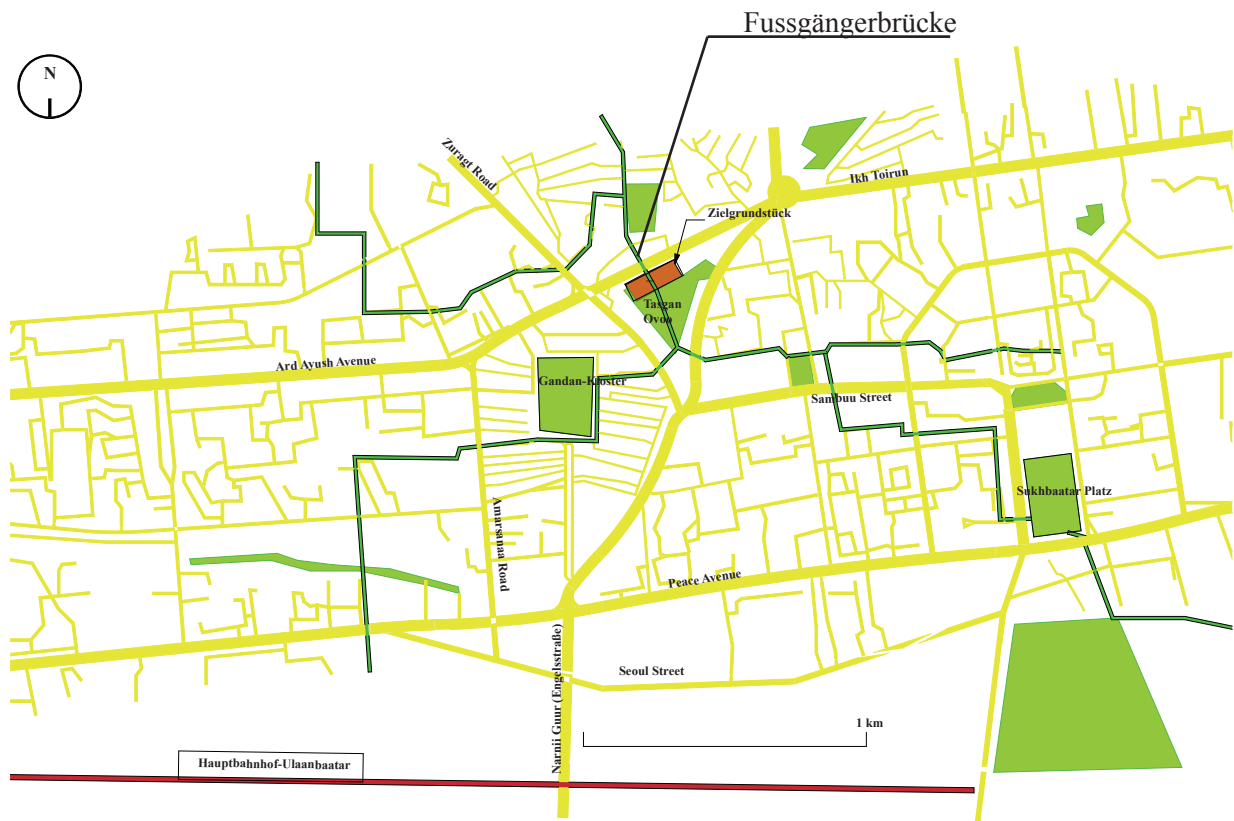 Fussgängerbrücke
N
Zuragt Road
Ikh Toirun
Zielgrundstück
Tasgan
Ovoo
Ard Ayush Avenue
Gandan-Kloster
Sambuu Street
Sukhbaatar Platz
Amarsanaa Road
Peace Avenue
Narnii Guur (Engelsstraße)
Seoul Street
1 km
Hauptbahnhof-Ulaanbaatar